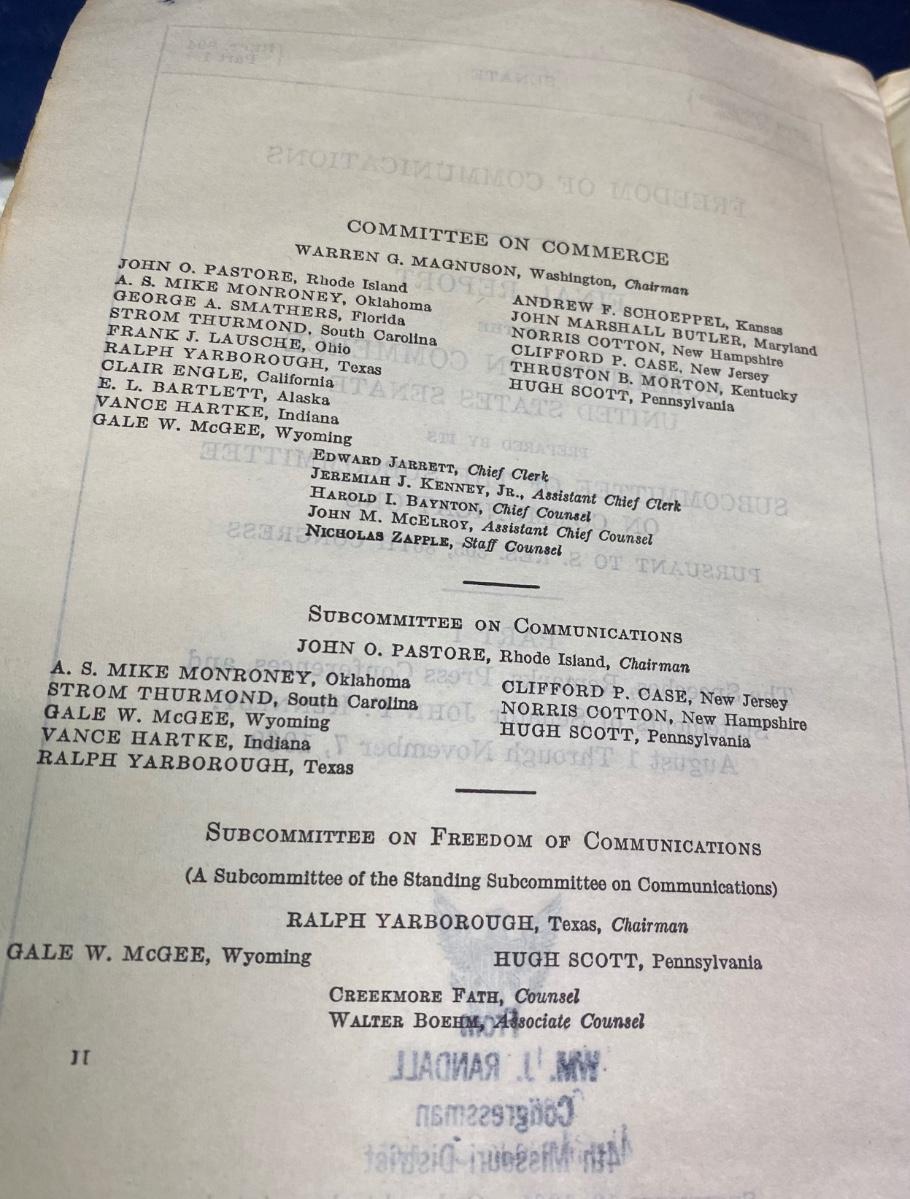 COMMITTEE ON COMMERCE
WARREN G. MAGNUSON, Washington, Chairman
JOHN O. PASTORE, Rhode Island
A. S. MIKE MONRONEY, Oklahoma
GEORGE A. SMATHERS, Florida
STROM THURMOND, South Carolina
FRANK J. LAUSCHE, Ohio
RALPH YARBOROUGH, Texas
CLAIR ENGLE, California
E. L. BARTLETT, Alaska
VANCE HARTKE, Indiana
GALE W. McGEE, Wyoming
ANDREW F. SCHOEPPEL, Kansas
JOHN MARSHALL BUTLER, Maryland
NORRIS COTTON, New Hampshire
CLIFFORD P. CASE, New Jersey
THRUSTON B. MORTON, Kentucky
HUGH SCOTT, Pennsylvania
EDWARD JARRETT, Chief Clerk
JEREMIAH J. KENNEY, JR., Assistant Chief Clerk
HAROLD I. BAYNTON, Chief Counsel
JOHN M. McELROY, Assistant Chief Counsel
NICHOLAS ZAPPLE, Staff Counsel
SUBCOMMITTEE ON COMMUNICATIONS
JOHN O. PASTORE, Rhode Island, Chairman
A. S. MIKE MONRONEY, Oklahoma
STROM THURMOND, South Carolina
GALE W. McGEE, Wyoming
VANCE HARTKE, Indiana
RALPH YARBOROUGH, Texas
CLIFFORD P. CASE, New Jersey
NORRIS COTTON, New Hampshire
HUGH SCOTT, Pennsylvania
SUBCOMMITTEE ON FREEDOM OF COMMUNICATIONS
(A Subcommittee of the Standing Subcommittee on Communications)
RALPH YARBOROUGH, Texas, Chairman
GALE W. McGEE, Wyoming
HUGH SCOTT, Pennsylvania
CREEKMORE FATH, Counsel
WALTER BOEHM, Associate Counsel
II
From
WM. J. RANDALL
Congressman
4th Missouri District